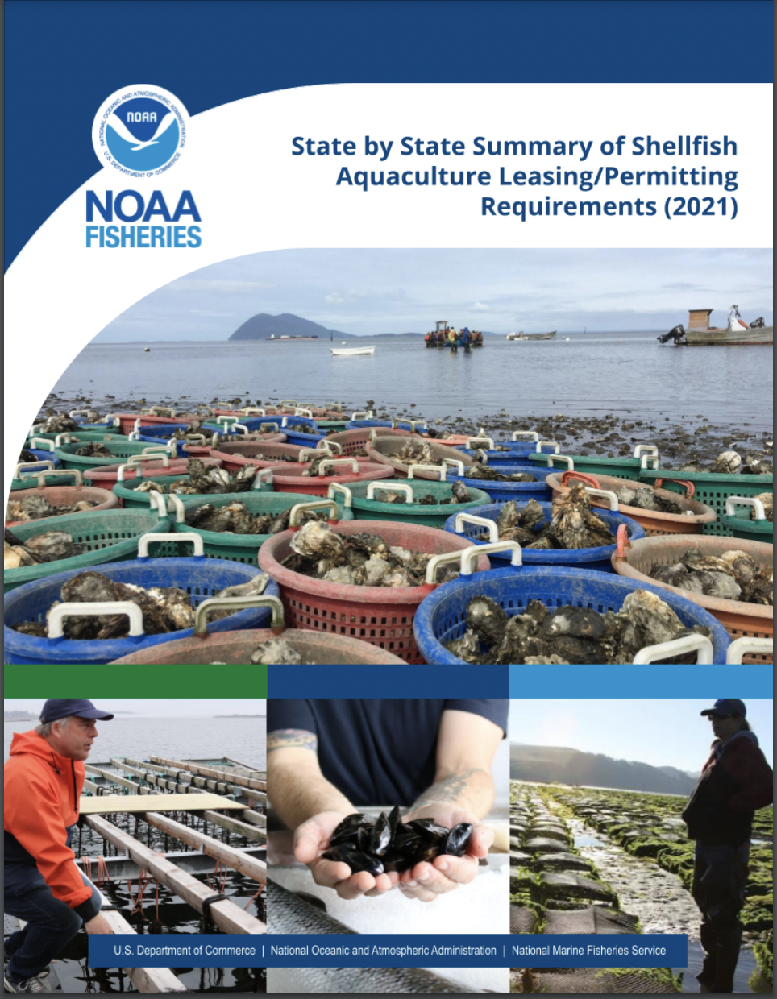 NATIONAL OCEANIC AND ATMOSPHERIC ADMINISTRATION
NOAA
U.S. DEPARTMENT OF COMMERCE
NOAA
FISHERIES
State by State Summary of Shellfish
Aquaculture Leasing/Permitting
Requirements (2021)
U.S. Department of Commerce | National Oceanic and Atmospheric Administration | National Marine Fisheries Service